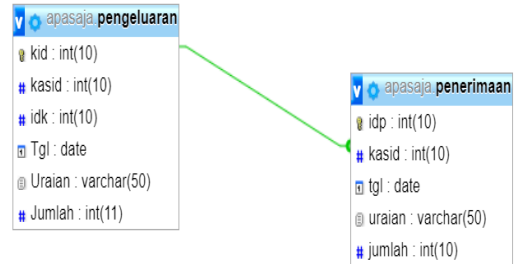 v apasaja pengeluaran
kid : int(10)
# kasid : int(10)
# idk : int(10)
Tgl : date
Uraian : varchar(50)
# Jumlah : int(11)
v apasaja penerimaan
idp : int(10)
# kasid : int(10)
tgl : date
uraian : varchar(50)
# jumlah : int(10)